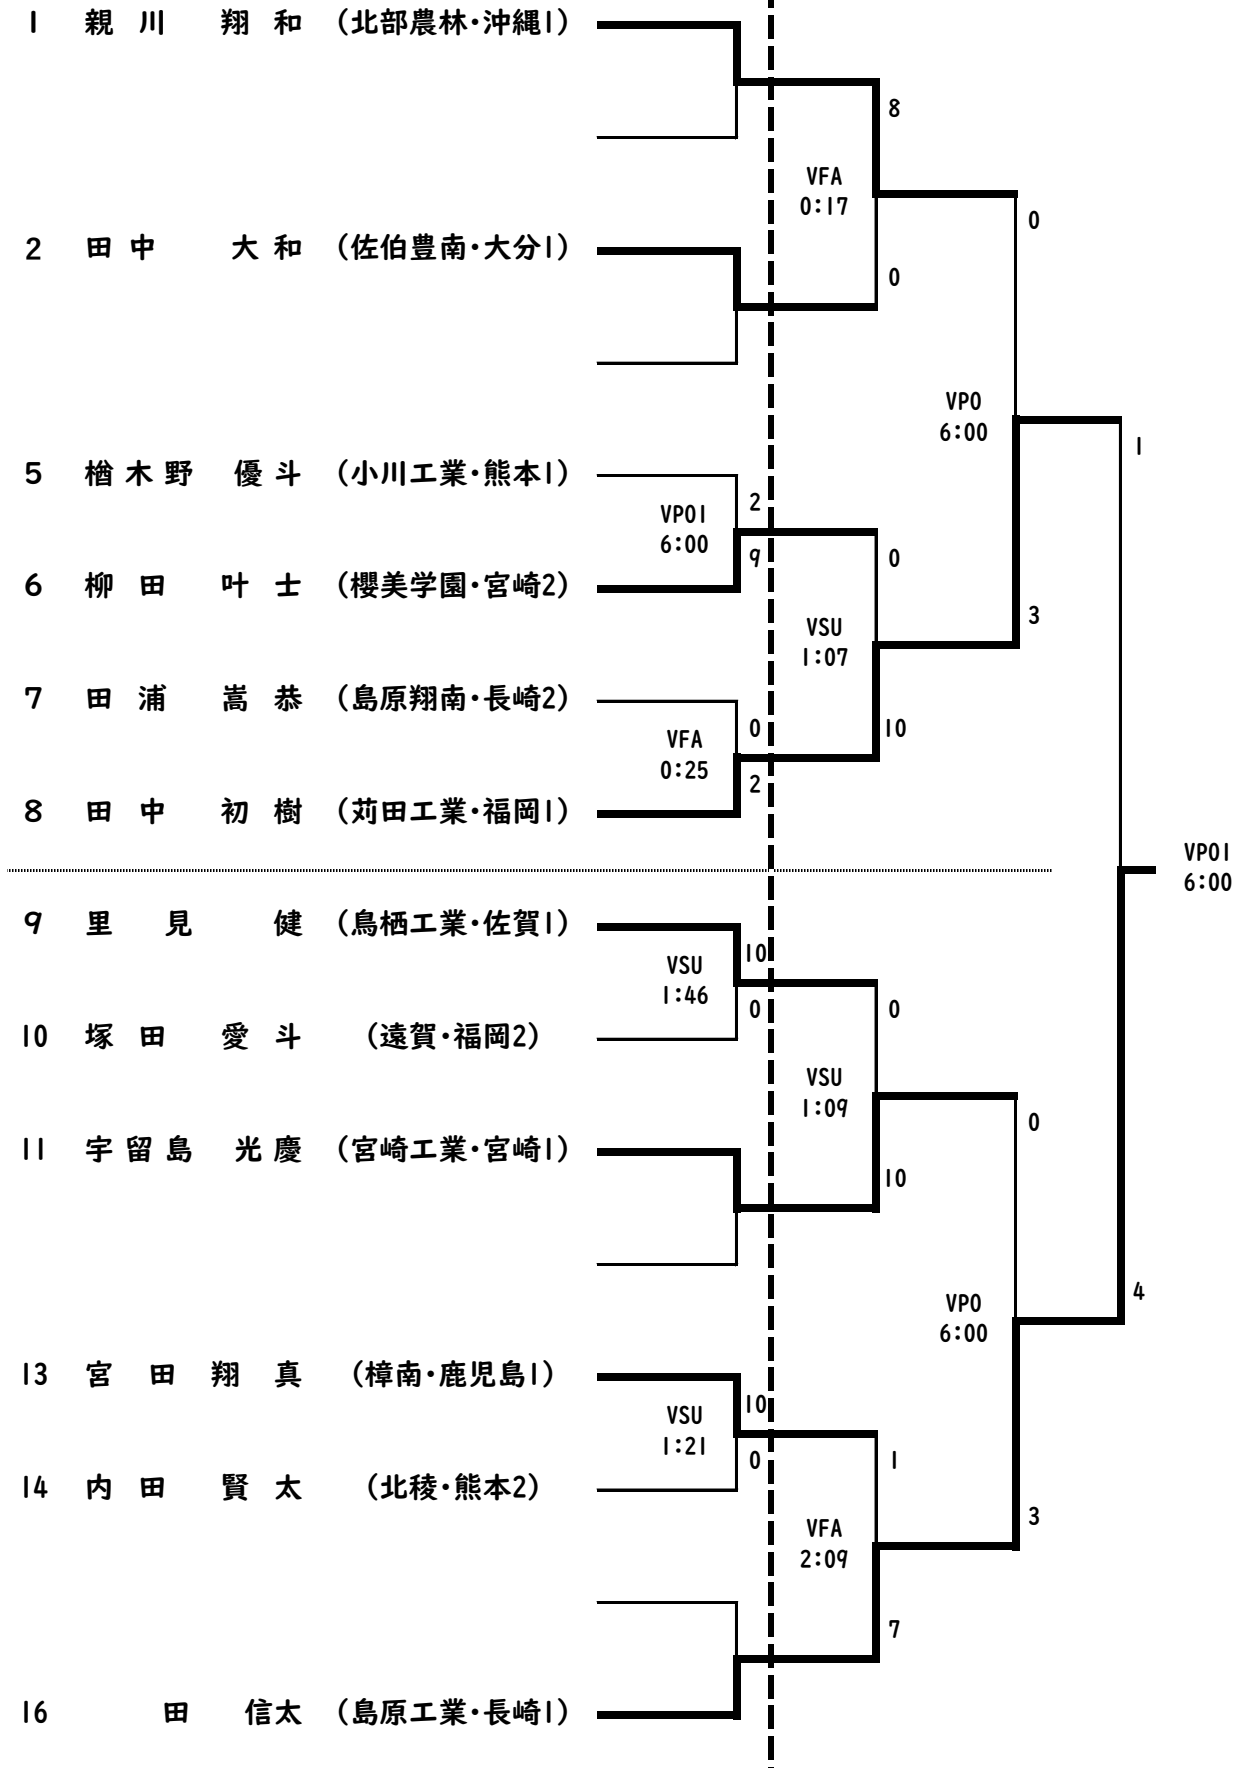 1 親川 翔和 (北部農林・沖縄1)
8
VFA
0:17
0
2 田中 大和 (佐伯豊南・大分1)
0
VPO
6:00
1
5 楢木野 優斗 (小川工業・熊本1)
2
VPO1
6:00
9
0
6 柳田 叶士 (櫻美学園・宮崎2)
3
VSU
1:07
7 田浦 嵩恭 (島原翔南・長崎2)
0
10
VFA
0:25
2
8 田中 初樹 (苅田工業・福岡1)
VPO1
6:00
9 里見 健 (鳥栖工業・佐賀1)
10
VSU
1:46
0
0
10 塚田 愛斗 (遠賀・福岡2)
VSU
1:09
0
11 宇留島 光慶 (宮崎工業・宮崎1)
10
4
VPO
6:00
13 宮田 翔真 (樟南・鹿児島1)
10
VSU
1:21
0
1
14 内田 賢太 (北稜・熊本2)
3
VFA
2:09
7
16 田 信太 (島原工業・長崎1)